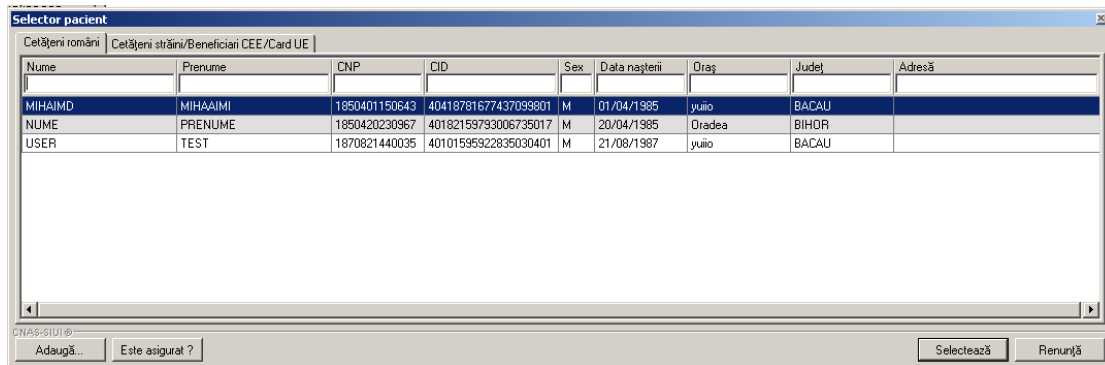 Selector pacient
Cetăţeni români Cetăţeni străini/Beneficiari CEE/Card UE
Nume Prenume CNP CID Sex Data naşterii Oraş Judeţ Adresă
MIHAIMD MIHAAIMI 1850401150643 40418781677437099801 M 01/04/1985 yuiio BACAU
NUME PRENUME 1850420230967 40182159793006735017 M 20/04/1985 Oradea BIHOR
USER TEST 1870821440035 40101595922835030401 M 21/08/1987 yuiio BACAU
CNAS-SIUI ®
Adaugă... Este asigurat ? Selectează Renunţă